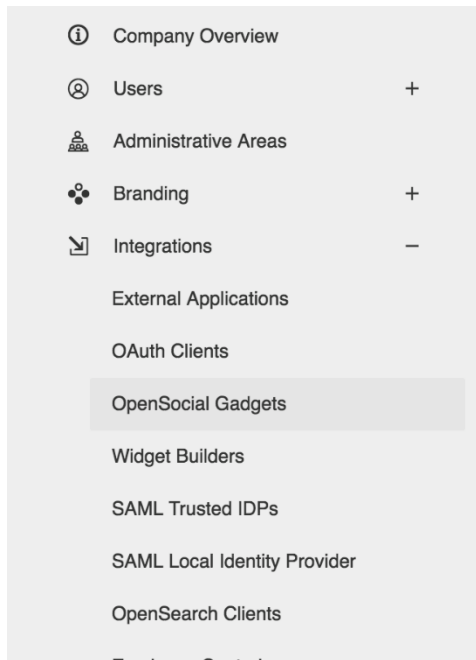 Company Overview
Users +
Administrative Areas
Branding +
Integrations −
External Applications
OAuth Clients
OpenSocial Gadgets
Widget Builders
SAML Trusted IDPs
SAML Local Identity Provider
OpenSearch Clients